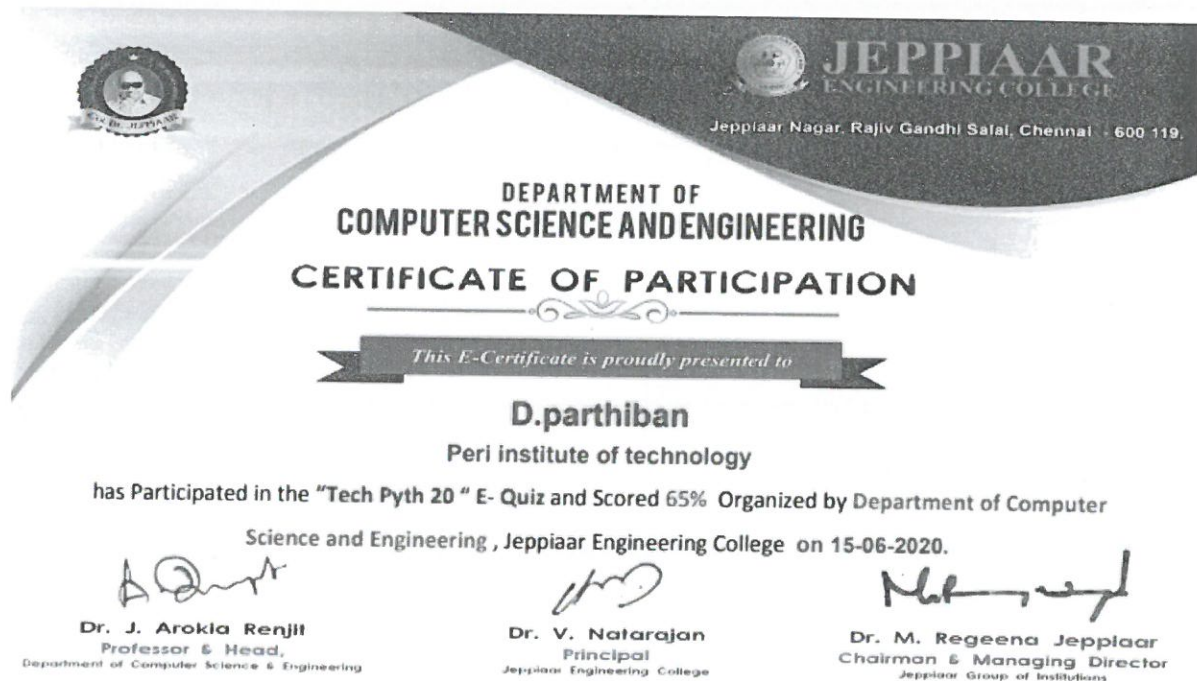 JEPPIAAR
ENGINEERING COLLEGE
Jeppiaar Nagar, Rajiv Gandhi Salai, Chennai - 600 119.
DEPARTMENT OF
COMPUTER SCIENCE AND ENGINEERING
CERTIFICATE OF PARTICIPATION
This E-Certificate is proudly presented to
D.parthiban
Peri institute of technology
has Participated in the "Tech Pyth 20 " E- Quiz and Scored 65% Organized by Department of Computer
Science and Engineering , Jeppiaar Engineering College on 15-06-2020.
Dr. J. Arokia Renjit
Professor & Head,
Department of Computer Science & Engineering
Dr. V. Natarajan
Principal
Jeppiaar Engineering College
Dr. M. Regeena Jeppiaar
Chairman & Managing Director
Jeppiaar Group of Institutions